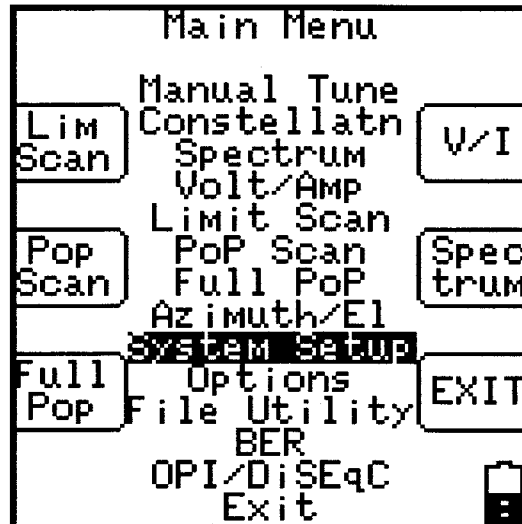 Main Menu
Manual Tune
Constellatn
Spectrum
Volt/Amp
Limit Scan
PoP Scan
Full PoP
Azimuth/El
System Setup
Options
File Utility
BER
OPI/DiSEqC
Exit
Lim
Scan
Pop
Scan
Full
Pop
V/I
Spec
trum
EXIT